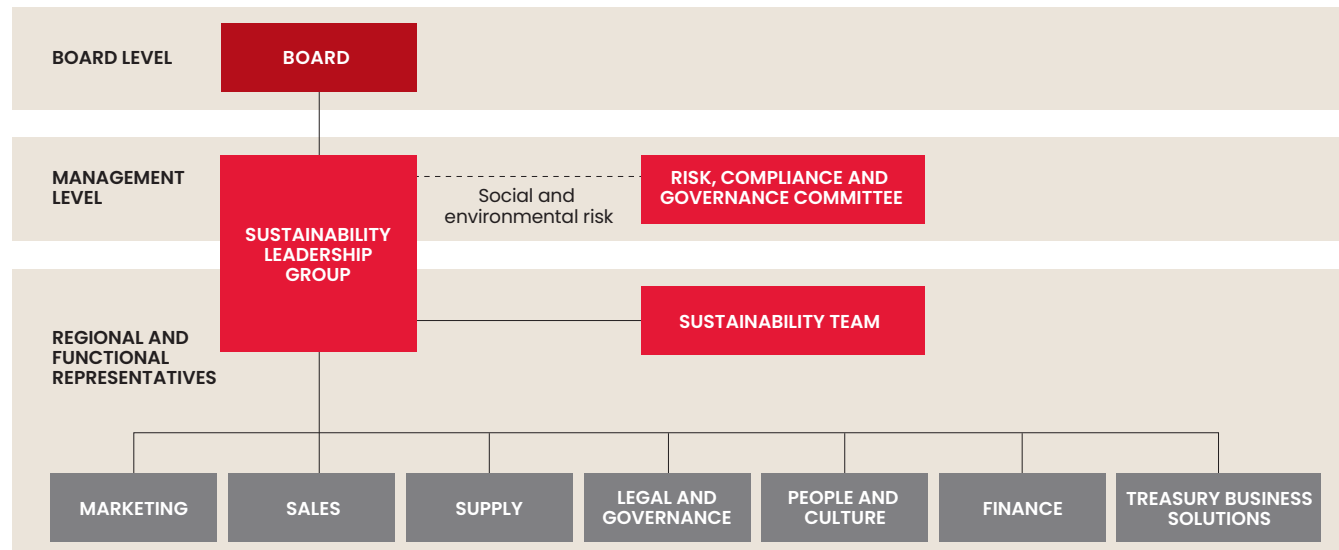 BOARD LEVEL
BOARD
MANAGEMENT
LEVEL
SUSTAINABILITY
LEADERSHIP
GROUP
Social and
environmental risk
RISK, COMPLIANCE AND
GOVERNANCE COMMITTEE
REGIONAL AND
FUNCTIONAL
REPRESENTATIVES
SUSTAINABILITY TEAM
MARKETING
SALES
SUPPLY
LEGAL AND
GOVERNANCE
PEOPLE AND
CULTURE
FINANCE
TREASURY BUSINESS
SOLUTIONS